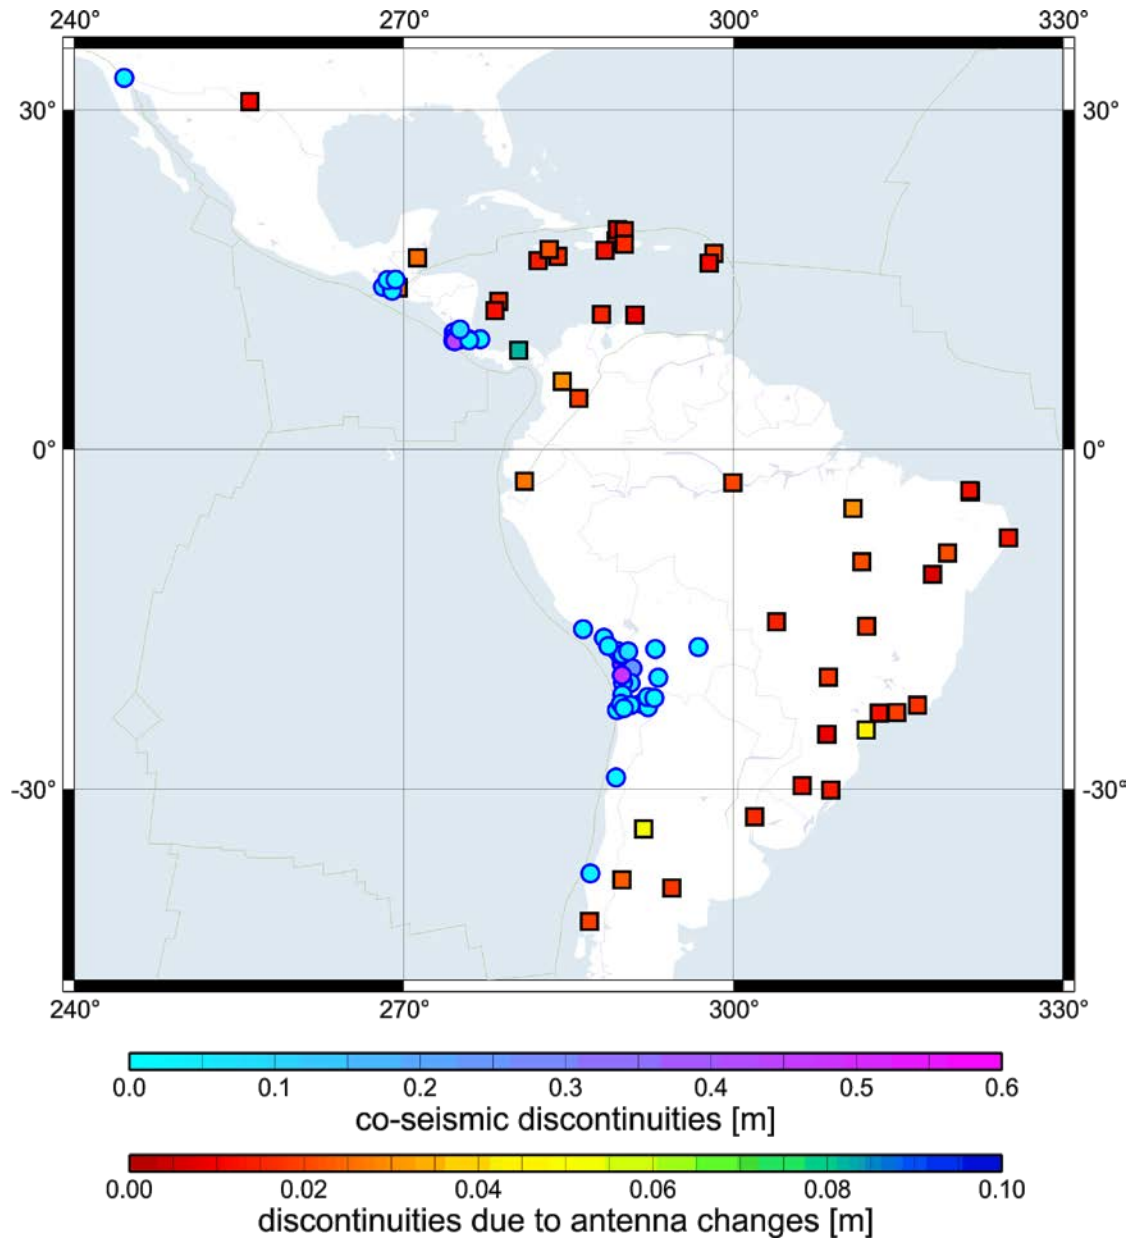 240° 270° 300° 330°
30° 30°
0° 0°
-30° -30°
240° 270° 300° 330°
0.0 0.1 0.2 0.3 0.4 0.5 0.6
co-seismic discontinuities [m]
0.00 0.02 0.04 0.06 0.08 0.10
discontinuities due to antenna changes [m]